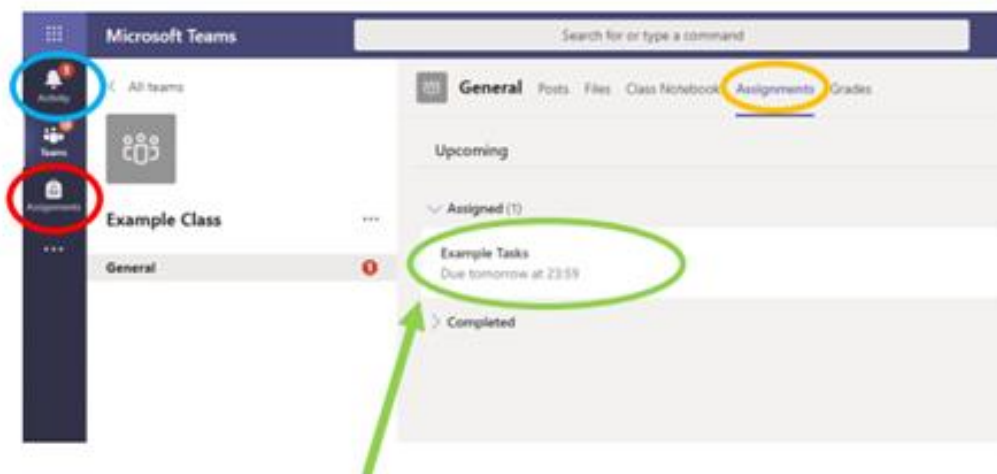 Microsoft Teams
Search for or type a command
Activity
All teams
General Posts Files Class Notebook Assignments Grades
Teams
Upcoming
Assignments
Example Class
Assigned (1)
General
Example Tasks
Due tomorrow at 23:59
Completed